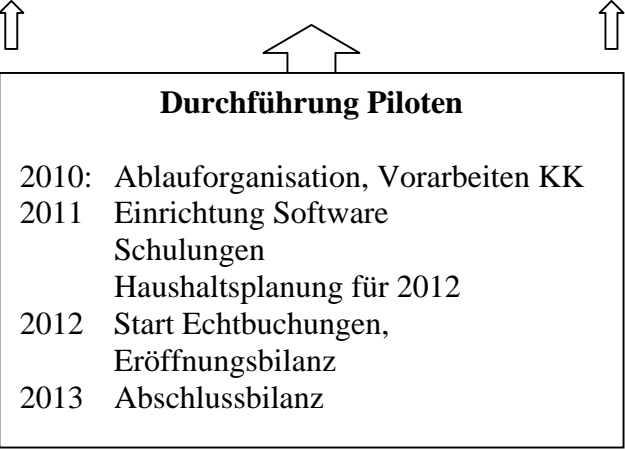 Durchführung Piloten
2010: Ablauforganisation, Vorarbeiten KK
2011 Einrichtung Software
Schulungen
Haushaltsplanung für 2012
2012 Start Echtbuchungen,
Eröffnungsbilanz
2013 Abschlussbilanz